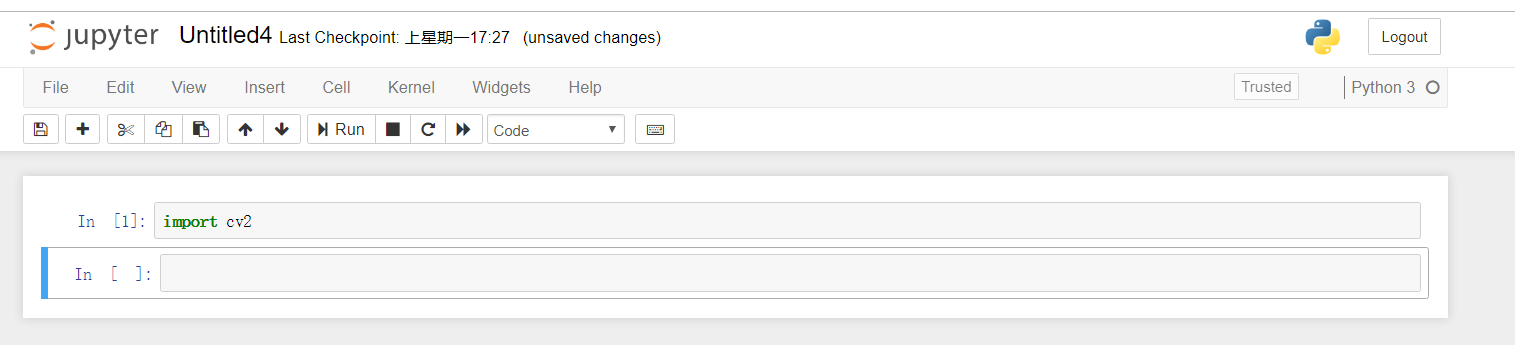 jupyter Untitled4 Last Checkpoint: 上星期一17:27 (unsaved changes) Logout
File Edit View Insert Cell Kernel Widgets Help Trusted Python 3
Run Code
In [1]: import cv2
In [ ]: